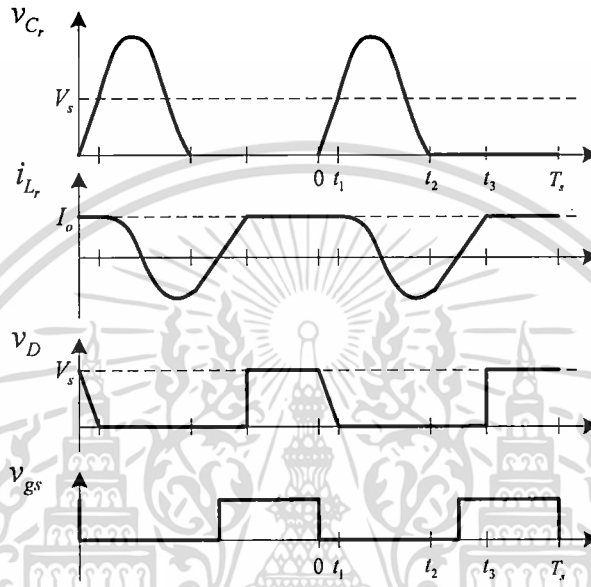 v_{C_r}
V_s
0 t_1 t_2 t_3 T_s
i_{L_r}
I_o
v_D
V_s
v_{gs}
0 t_1 t_2 t_3 T_s